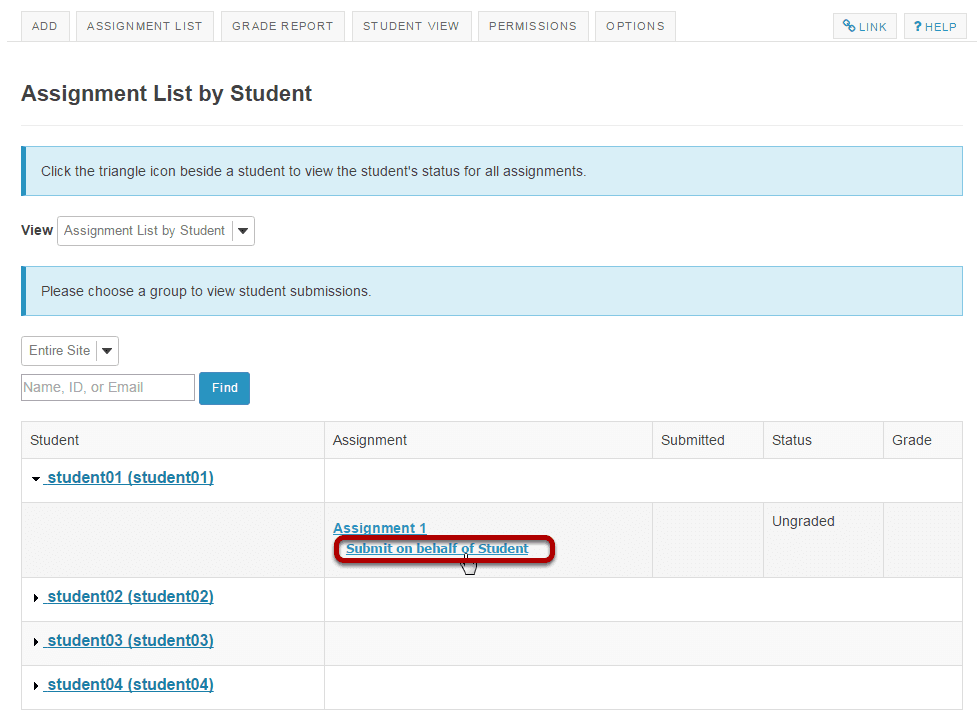 ADD ASSIGNMENT LIST GRADE REPORT STUDENT VIEW PERMISSIONS OPTIONS LINK ? HELP
Assignment List by Student
Click the triangle icon beside a student to view the student's status for all assignments.
View Assignment List by Student
Please choose a group to view student submissions.
Entire Site
Name, ID, or Email Find
Student Assignment Submitted Status Grade
student01 (student01)
Assignment 1 Ungraded
Submit on behalf of Student
student02 (student02)
student03 (student03)
student04 (student04)